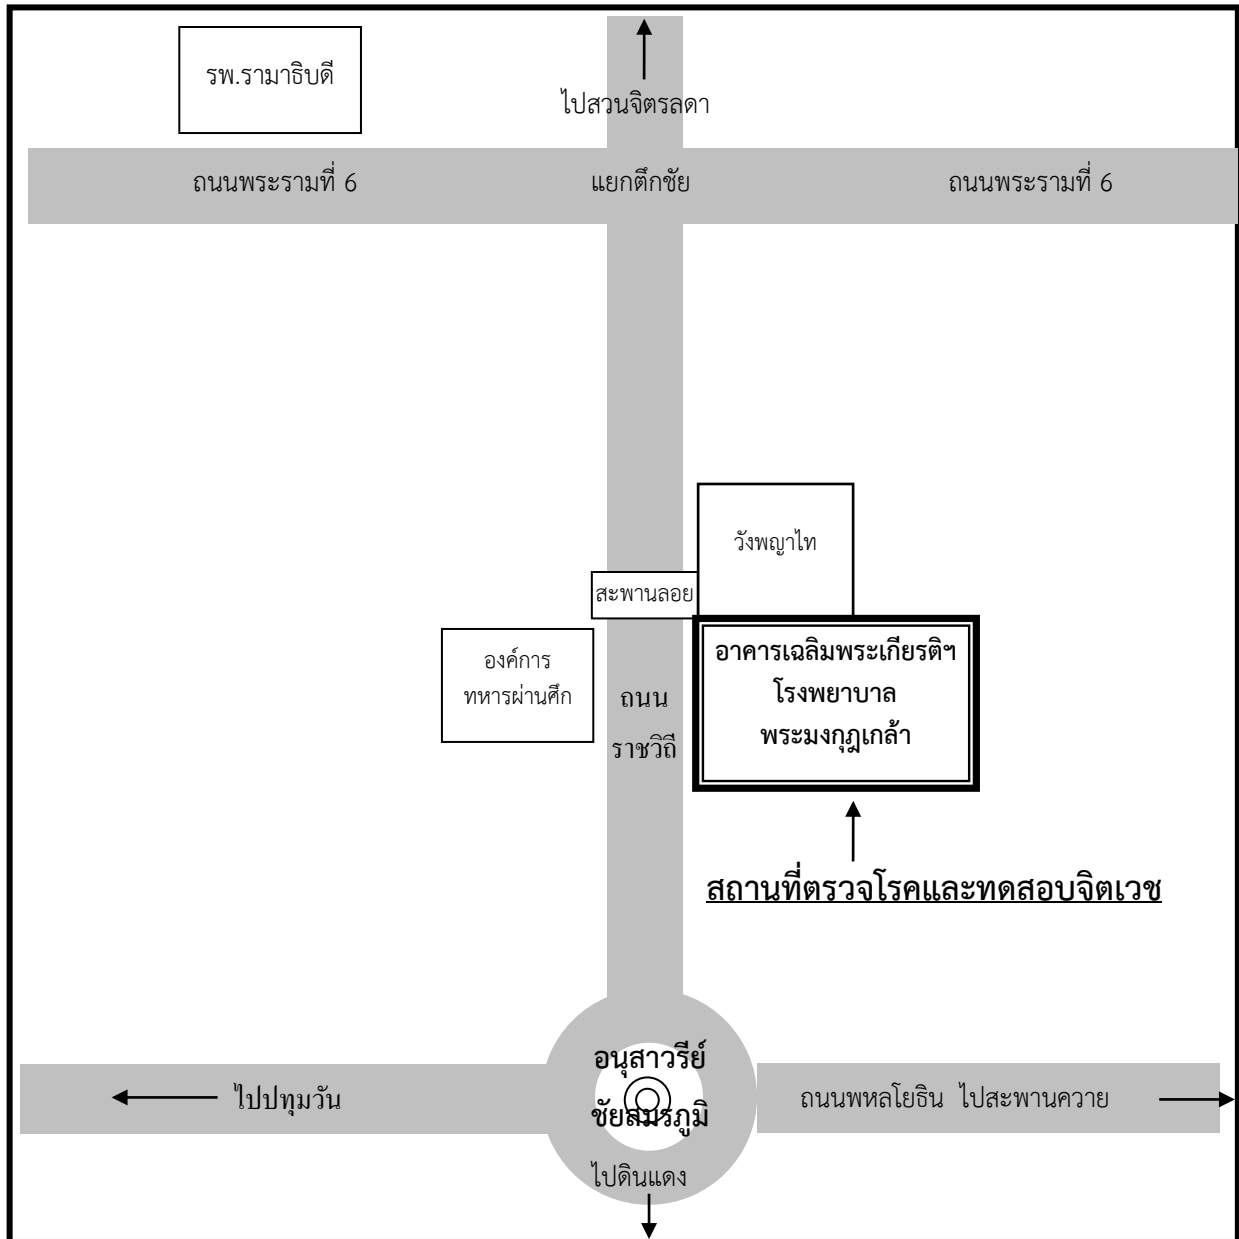 รพ.รามาธิบดี
ไปสวนจิตรลดา
ถนนพระรามที่ 6
แยกตึกชัย
ถนนพระรามที่ 6
วังพญาไท
สะพานลอย
องค์การ
ทหารผ่านศึก
ถนน
ราชวิถี
อาคารเฉลิมพระเกียรติฯ
โรงพยาบาล
พระมงกุฎเกล้า
สถานที่ตรวจโรคและทดสอบจิตเวช
อนุสาวรีย์
ชัยสมรภูมิ
ไปปทุมวัน
ถนนพหลโยธิน ไปสะพานควาย
ไปดินแดง